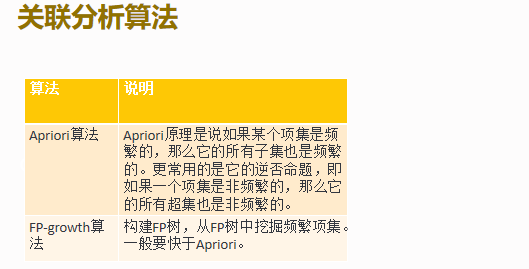 关联分析算法
算法
说明
Apriori算法
Apriori原理是说如果某个项集是频
繁的，那么它的所有子集也是频繁
的。更常用的是它的逆否命题，即
如果一个项集是非频繁的，那么它
的所有超集也是非频繁的。
FP-growth算
法
构建FP树，从FP树中挖掘频繁项集。
一般要快于Apriori。